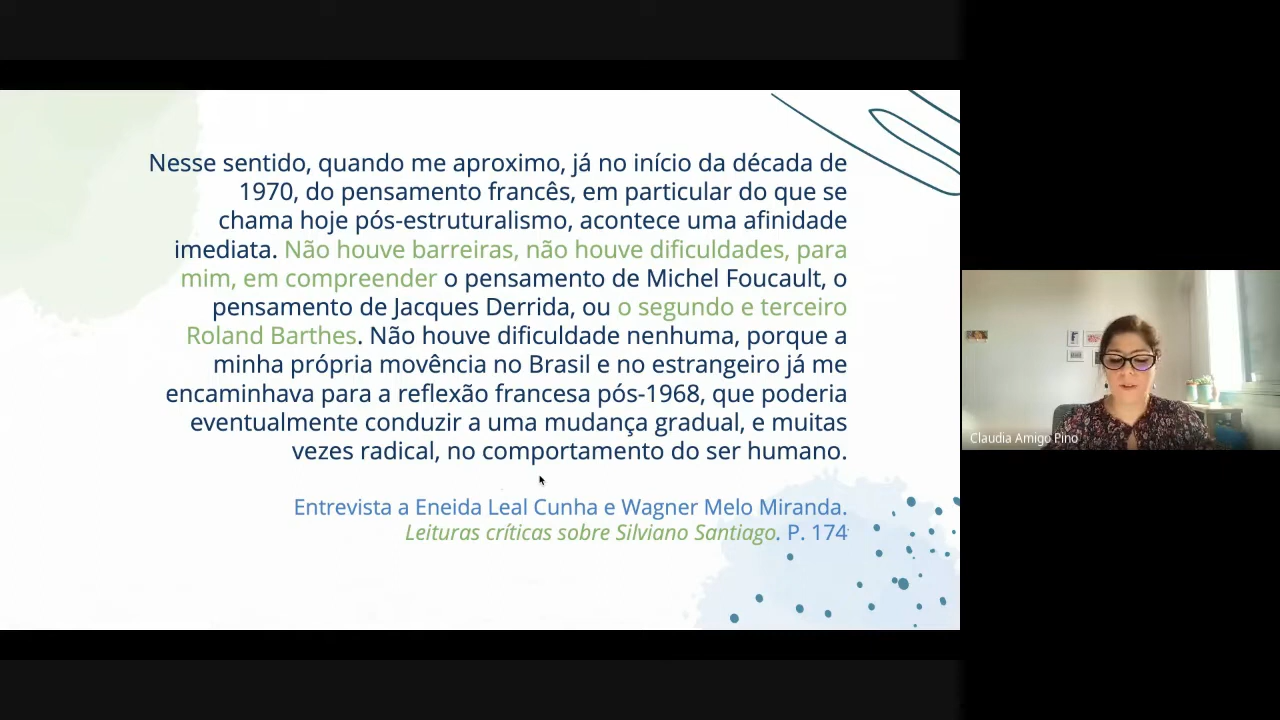 Nesse sentido, quando me aproximo, já no início da década de
1970, do pensamento francês, em particular do que se
chama hoje pós-estruturalismo, acontece uma afinidade
imediata. Não houve barreiras, não houve dificuldades, para
mim, em compreender o pensamento de Michel Foucault, o
pensamento de Jacques Derrida, ou o segundo e terceiro
Roland Barthes. Não houve dificuldade nenhuma, porque a
minha própria movência no Brasil e no estrangeiro já me
encaminhava para a reflexão francesa pós-1968, que poderia
eventualmente conduzir a uma mudança gradual, e muitas
vezes radical, no comportamento do ser humano.
Entrevista a Eneida Leal Cunha e Wagner Melo Miranda.
Leituras críticas sobre Silviano Santiago. P. 174
Claudia Amigo Pino